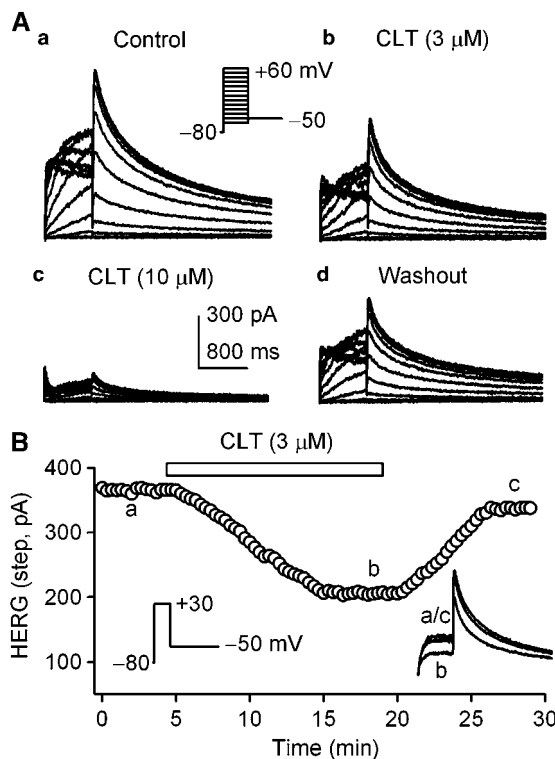 A
a
Control
b
CLT (3 μM)
+60 mV
−80
−50
c
CLT (10 μM)
d
Washout
300 pA
800 ms
B
CLT (3 μM)
400
300
200
100
HERG (step, pA)
a
b
c
+30
−80
−50 mV
a/c
b
0
5
10
15
20
25
30
Time (min)